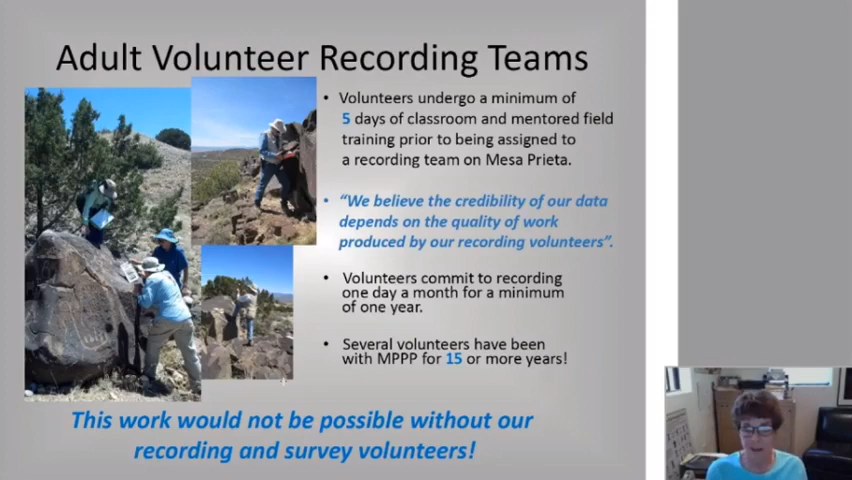 Adult Volunteer Recording Teams
• Volunteers undergo a minimum of
5 days of classroom and mentored field
training prior to being assigned to
a recording team on Mesa Prieta.
• “We believe the credibility of our data
depends on the quality of work
produced by our recording volunteers”.
• Volunteers commit to recording
one day a month for a minimum
of one year.
• Several volunteers have been
with MPPP for 15 or more years!
This work would not be possible without our
recording and survey volunteers!